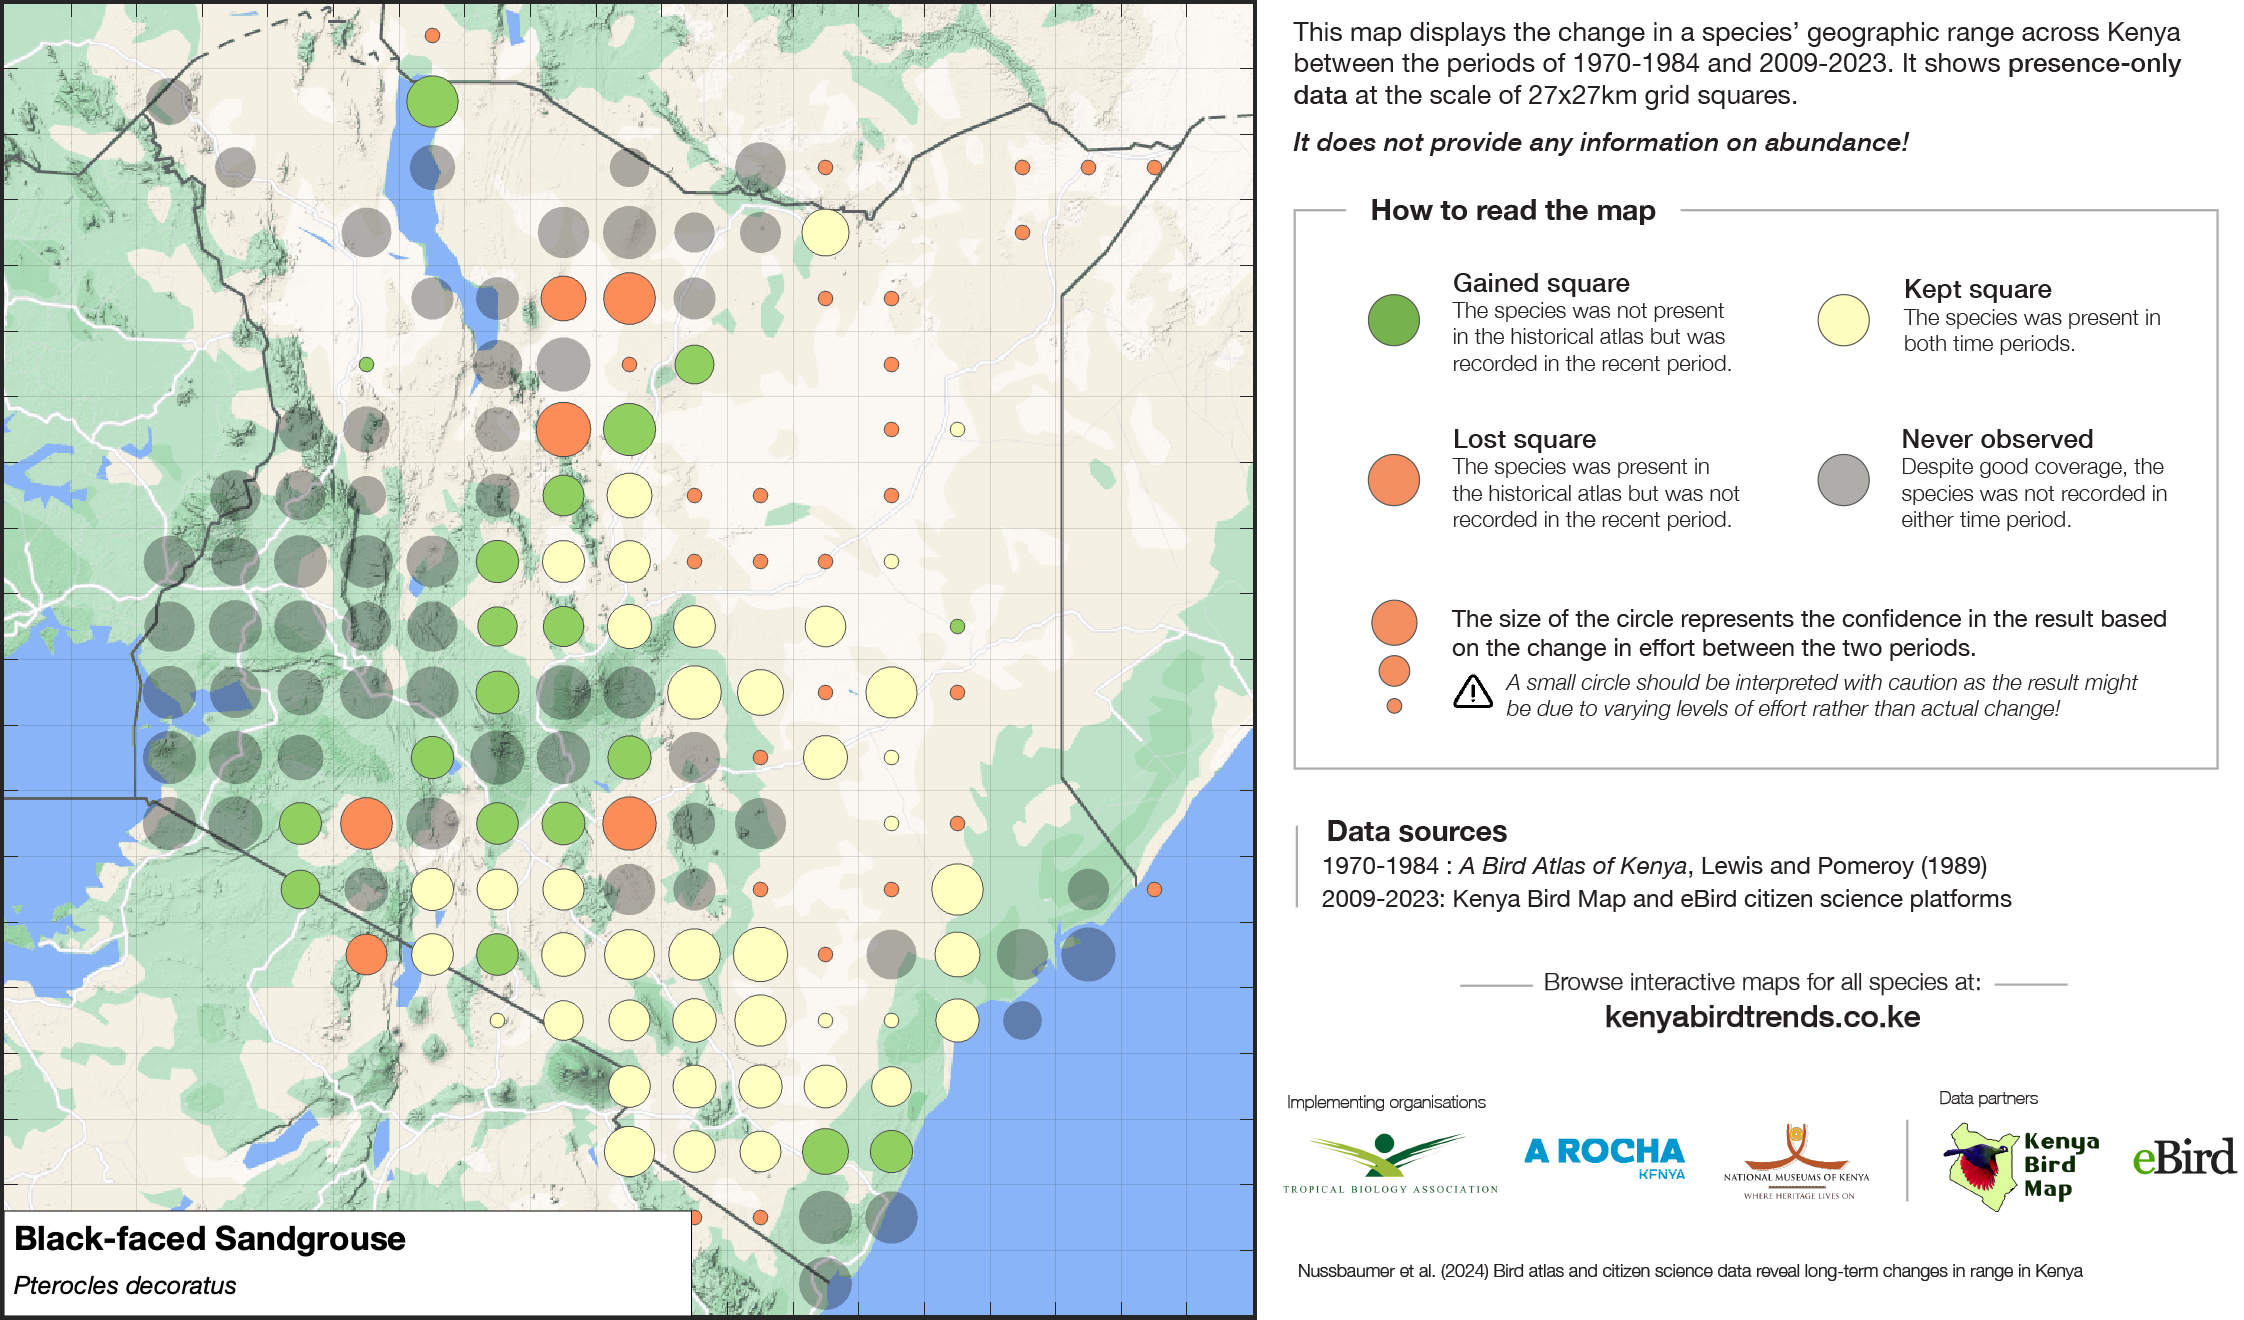 This map displays the change in a species’ geographic range across Kenya
between the periods of 1970-1984 and 2009-2023. It shows presence-only
data at the scale of 27x27km grid squares.
It does not provide any information on abundance!
How to read the map
Gained square
The species was not present
in the historical atlas but was
recorded in the recent period.
Kept square
The species was present in
both time periods.
Lost square
The species was present in
the historical atlas but was not
recorded in the recent period.
Never observed
Despite good coverage, the
species was not recorded in
either time period.
The size of the circle represents the confidence in the result based
on the change in effort between the two periods.
A small circle should be interpreted with caution as the result might
be due to varying levels of effort rather than actual change!
Data sources
1970-1984 : A Bird Atlas of Kenya, Lewis and Pomeroy (1989)
2009-2023: Kenya Bird Map and eBird citizen science platforms
Browse interactive maps for all species at:
kenyabirdtrends.co.ke
Implementing organisations
Data partners
TROPICAL BIOLOGY ASSOCIATION
A ROCHA
KENYA
NATIONAL MUSEUMS OF KENYA
WHERE HERITAGE LIVES ON
Kenya
Bird
Map
eBird
Nussbaumer et al. (2024) Bird atlas and citizen science data reveal long-term changes in range in Kenya
Black-faced Sandgrouse
Pterocles decoratus